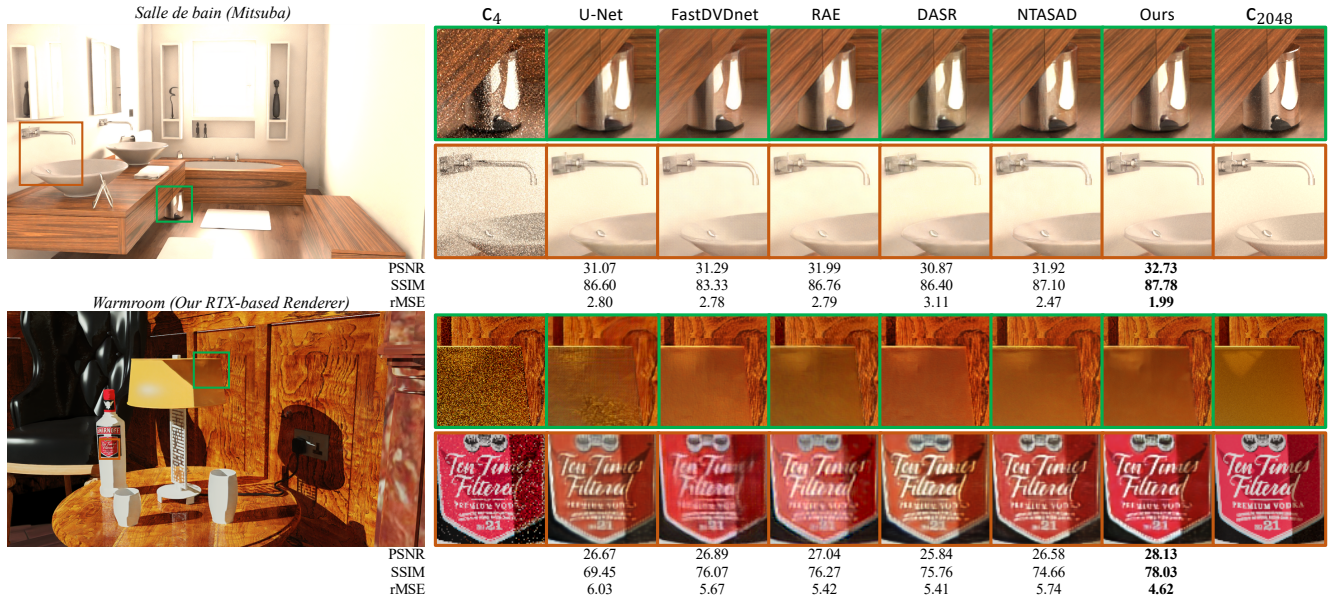 Salle de bain (Mitsuba)
C4 U-Net FastDVDnet RAE DASR NTASAD Ours C2048
PSNR 31.07 31.29 31.99 30.87 31.92 32.73
SSIM 86.60 83.33 86.76 86.40 87.10 87.78
rMSE 2.80 2.78 2.79 3.11 2.47 1.99
Warmroom (Our RTX-based Renderer)
SMIRNOFF
Ten Times
Filtered
PREMIUM VODKA
21
PSNR 26.67 26.89 27.04 25.84 26.58 28.13
SSIM 69.45 76.07 76.27 75.76 74.66 78.03
rMSE 6.03 5.67 5.42 5.41 5.74 4.62